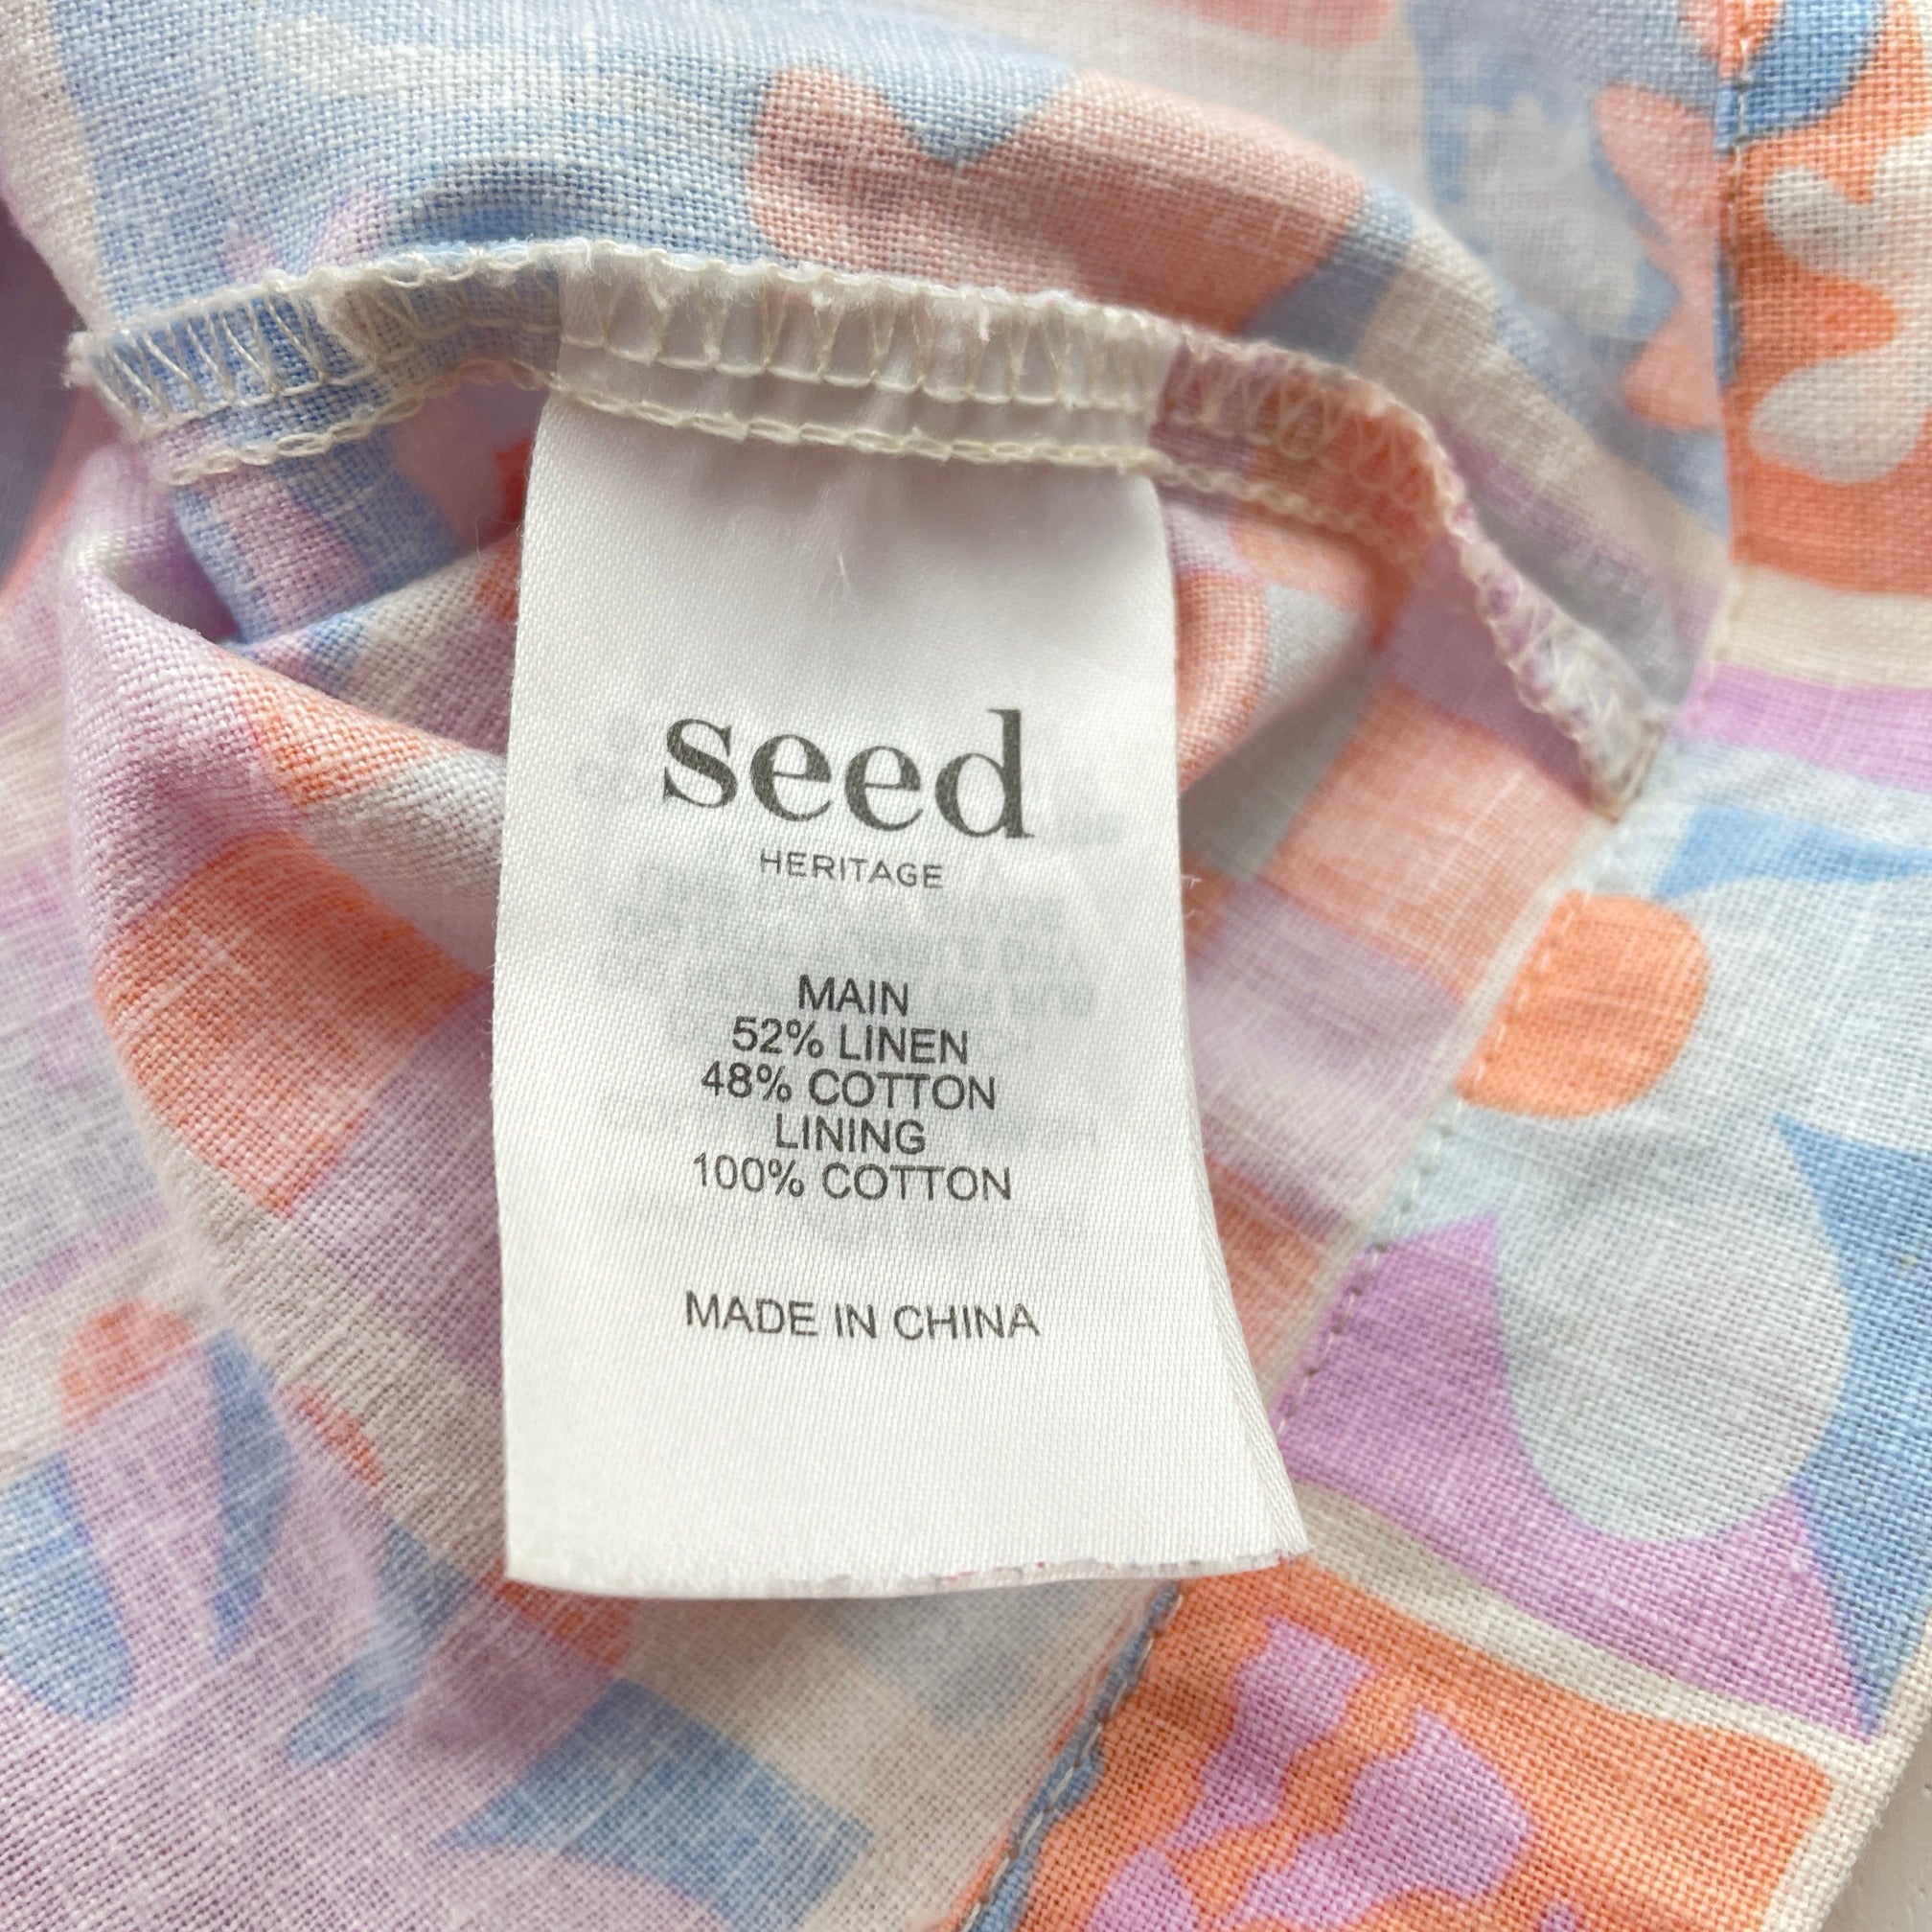 seed
HERITAGE
MAIN
52% LINEN
48% COTTON
LINING
100% COTTON
MADE IN CHINA